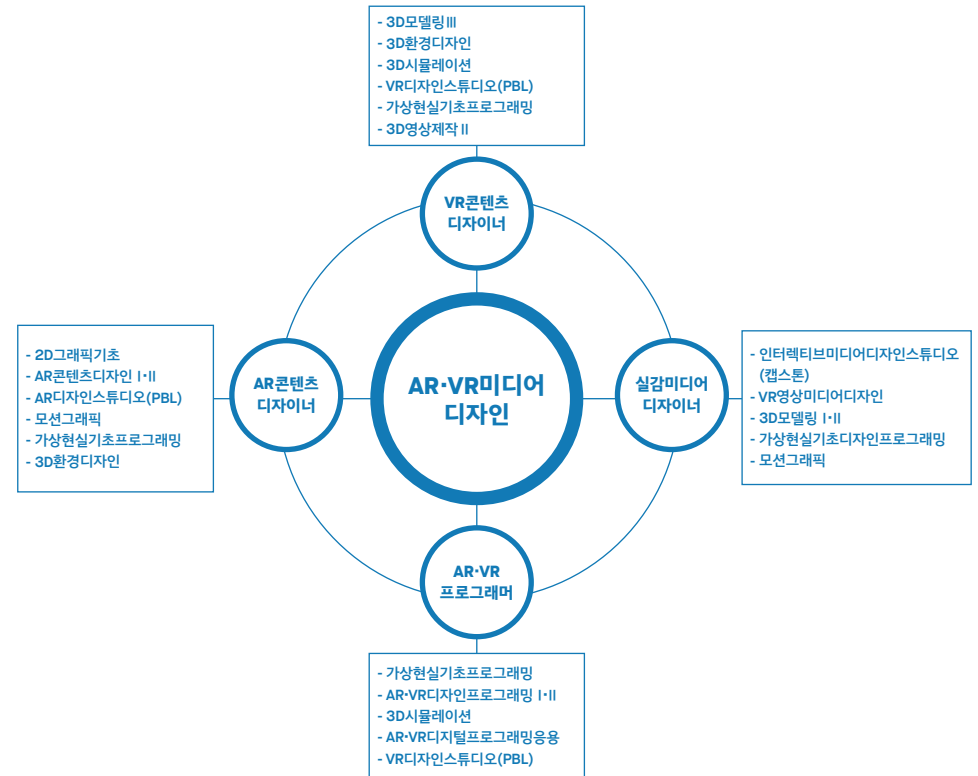 - 3D모델링Ⅲ
- 3D환경디자인
- 3D시뮬레이션
- VR디자인스튜디오(PBL)
- 가상현실기초프로그래밍
- 3D영상제작Ⅱ
VR콘텐츠
디자이너
- 2D그래픽기초
- AR콘텐츠디자인 Ⅰ·Ⅱ
- AR디자인스튜디오(PBL)
- 모션그래픽
- 가상현실기초프로그래밍
- 3D환경디자인
AR콘텐츠
디자이너
AR·VR미디어
디자인
실감미디어
디자이너
- 인터렉티브미디어디자인스튜디오
(캡스톤)
- VR영상미디어디자인
- 3D모델링 Ⅰ·Ⅱ
- 가상현실기초디자인프로그래밍
- 모션그래픽
AR·VR
프로그래머
- 가상현실기초프로그래밍
- AR·VR디자인프로그래밍 Ⅰ·Ⅱ
- 3D시뮬레이션
- AR·VR디지털프로그래밍응용
- VR디자인스튜디오(PBL)